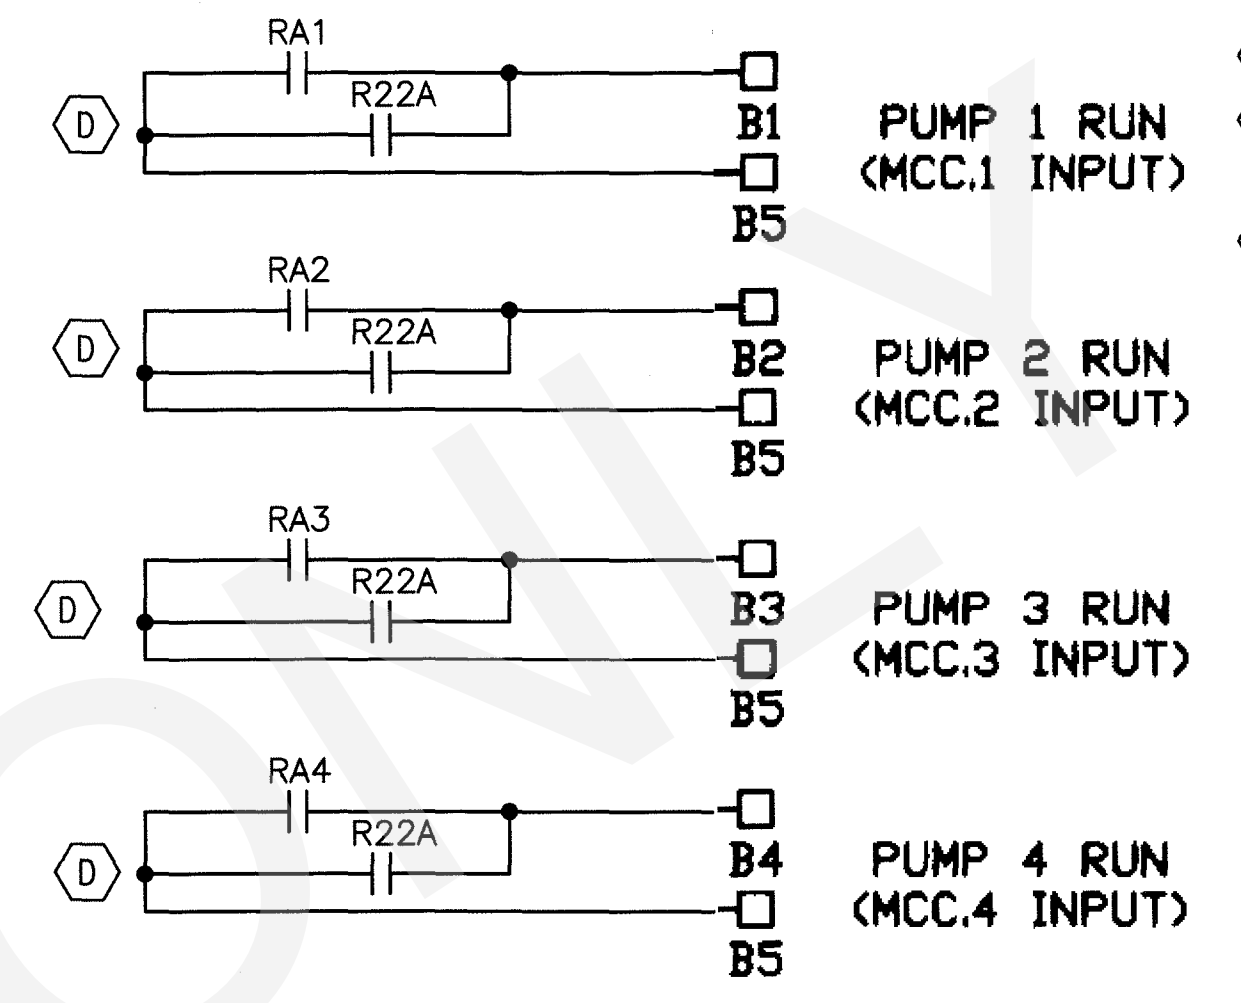 RA1
R22A
D
B1
PUMP 1 RUN
(MCC.1 INPUT)
B5
RA2
R22A
D
B2
PUMP 2 RUN
(MCC.2 INPUT)
B5
RA3
R22A
D
B3
PUMP 3 RUN
(MCC.3 INPUT)
B5
RA4
R22A
D
B4
PUMP 4 RUN
(MCC.4 INPUT)
B5
ONLY